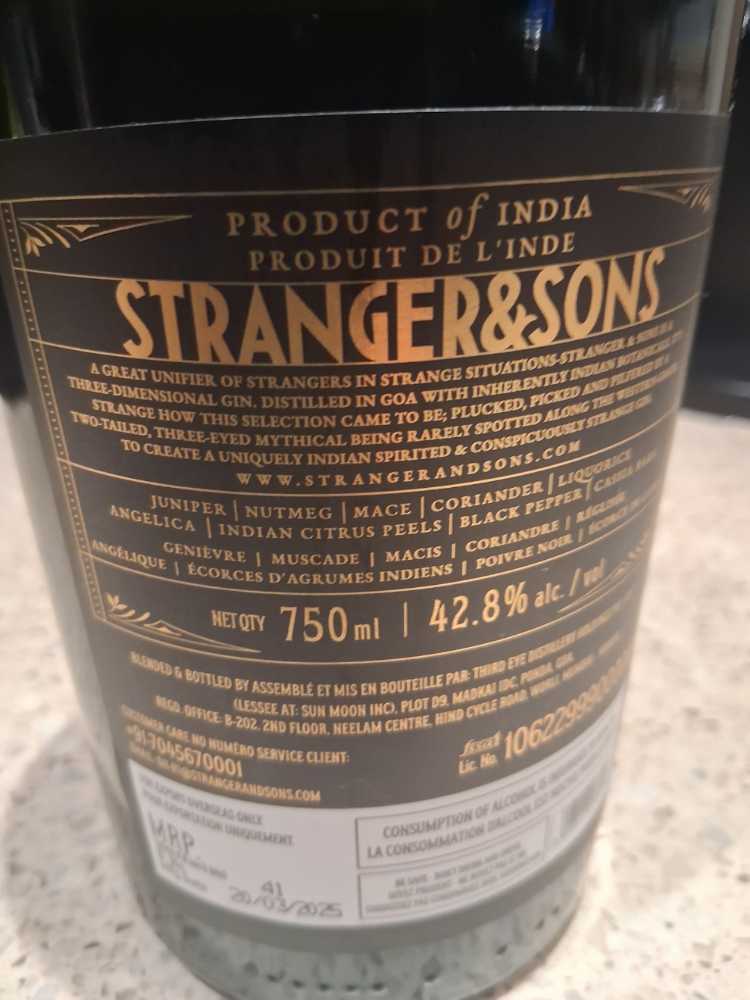 PRODUCT of INDIA
PRODUIT DE L'INDE
STRANGER&SONS
A GREAT UNIFIER OF STRANGERS IN STRANGE SITUATIONS-STRANGER & SONS IS A
THREE-DIMENSIONAL GIN. DISTILLED IN GOA WITH INHERENTLY INDIAN BOTANICALS,
STRANGE HOW THIS SELECTION CAME TO BE; PLUCKED, PICKED AND PILFERED BY A
TWO-TAILED, THREE-EYED MYTHICAL BEING RARELY SPOTTED ALONG THE WESTERN
TO CREATE A UNIQUELY INDIAN SPIRITED & CONSPICUOUSLY STRANGE GIN.
WWW.STRANGERANDSONS.COM
JUNIPER | NUTMEG | MACE | CORIANDER | LIQUORICE
ANGELICA | INDIAN CITRUS PEELS | BLACK PEPPER | CASSIA BARK
GENIÈVRE | MUSCADE | MACIS | CORIANDRE | RÉGLISSE
ANGÉLIQUE | ÉCORCES D'AGRUMES INDIENS | POIVRE NOIR | ÉCORCE DE
NET QTY 750ml | 42.8% alc. / vol
BLENDED & BOTTLED BY ASSEMBLÉ ET MIS EN BOUTEILLE PAR: THIRD EYE DISTILLERY
(LESSEE AT: SUN MOON INC), PLOT D9, MADKAI IDC, PONDA, GOA.
REGD. OFFICE: B-202, 2ND FLOOR, NEELAM CENTRE, HIND CYCLE ROAD, WORLI, MUMBAI,
CUSTOMER CARE NO NUMÉRO SERVICE CLIENT:
+91-7045670001
@STRANGERANDSONS.COM
fssai
Lic. No. 1062299900
FOR EXPORT OVERSEAS ONLY
POUR EXPORTATION UNIQUEMENT
MRP
41
20/03/2025
CONSUMPTION OF ALCOHOL IS
LA CONSOMMATION D'ALCOOL EST